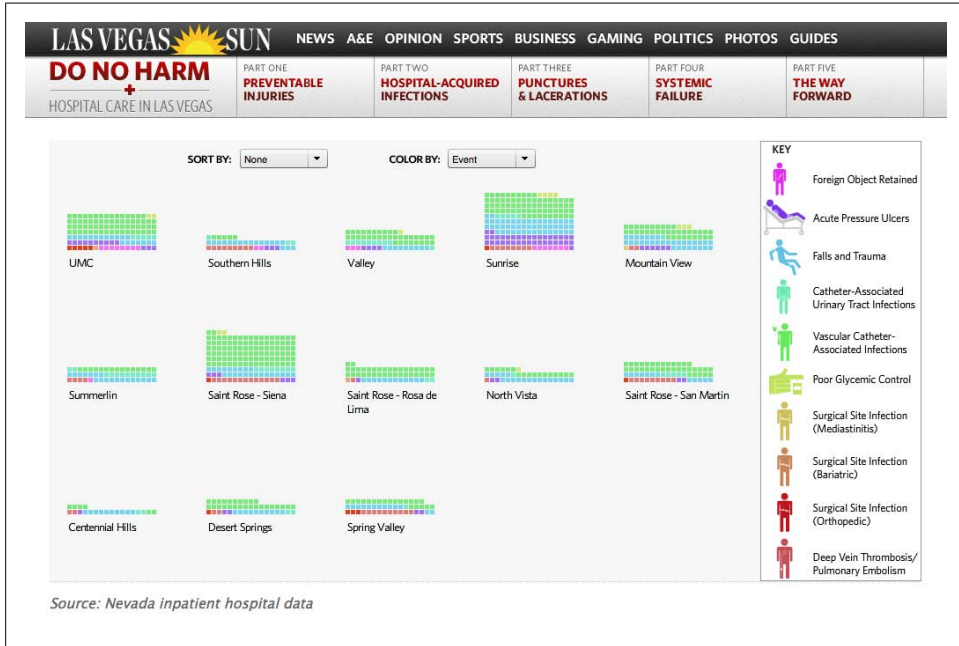 LAS VEGAS SUN NEWS A&E OPINION SPORTS BUSINESS GAMING POLITICS PHOTOS GUIDES
DO NO HARM
HOSPITAL CARE IN LAS VEGAS
PART ONE
PREVENTABLE
INJURIES
PART TWO
HOSPITAL-ACQUIRED
INFECTIONS
PART THREE
PUNCTURES
& LACERATIONS
PART FOUR
SYSTEMIC
FAILURE
PART FIVE
THE WAY
FORWARD
SORT BY: None COLOR BY: Event
UMC
Southern Hills
Valley
Sunrise
Mountain View
Summerlin
Saint Rose - Siena
Saint Rose - Rosa de
Lima
North Vista
Saint Rose - San Martin
Centennial Hills
Desert Springs
Spring Valley
KEY
Foreign Object Retained
Acute Pressure Ulcers
Falls and Trauma
Catheter-Associated
Urinary Tract Infections
Vascular Catheter-
Associated Infections
Poor Glycemic Control
Surgical Site Infection
(Mediastinitis)
Surgical Site Infection
(Bariatric)
Surgical Site Infection
(Orthopedic)
Deep Vein Thrombosis/
Pulmonary Embolism
Source: Nevada inpatient hospital data